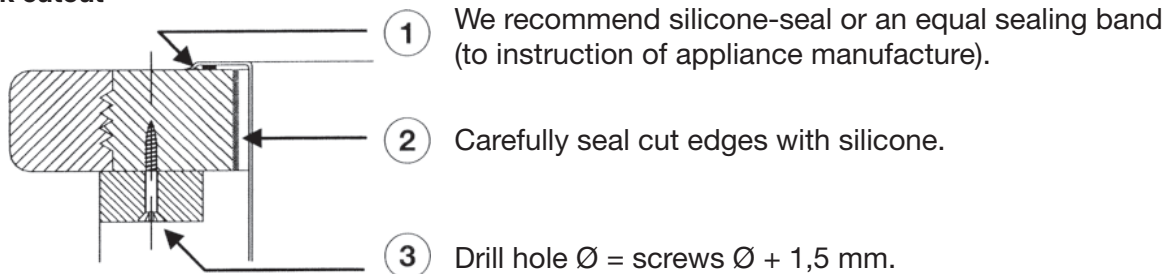 1
We recommend silicone-seal or an equal sealing band
(to instruction of appliance manufacture).
2
Carefully seal cut edges with silicone.
3
Drill hole Ø = screws Ø + 1,5 mm.